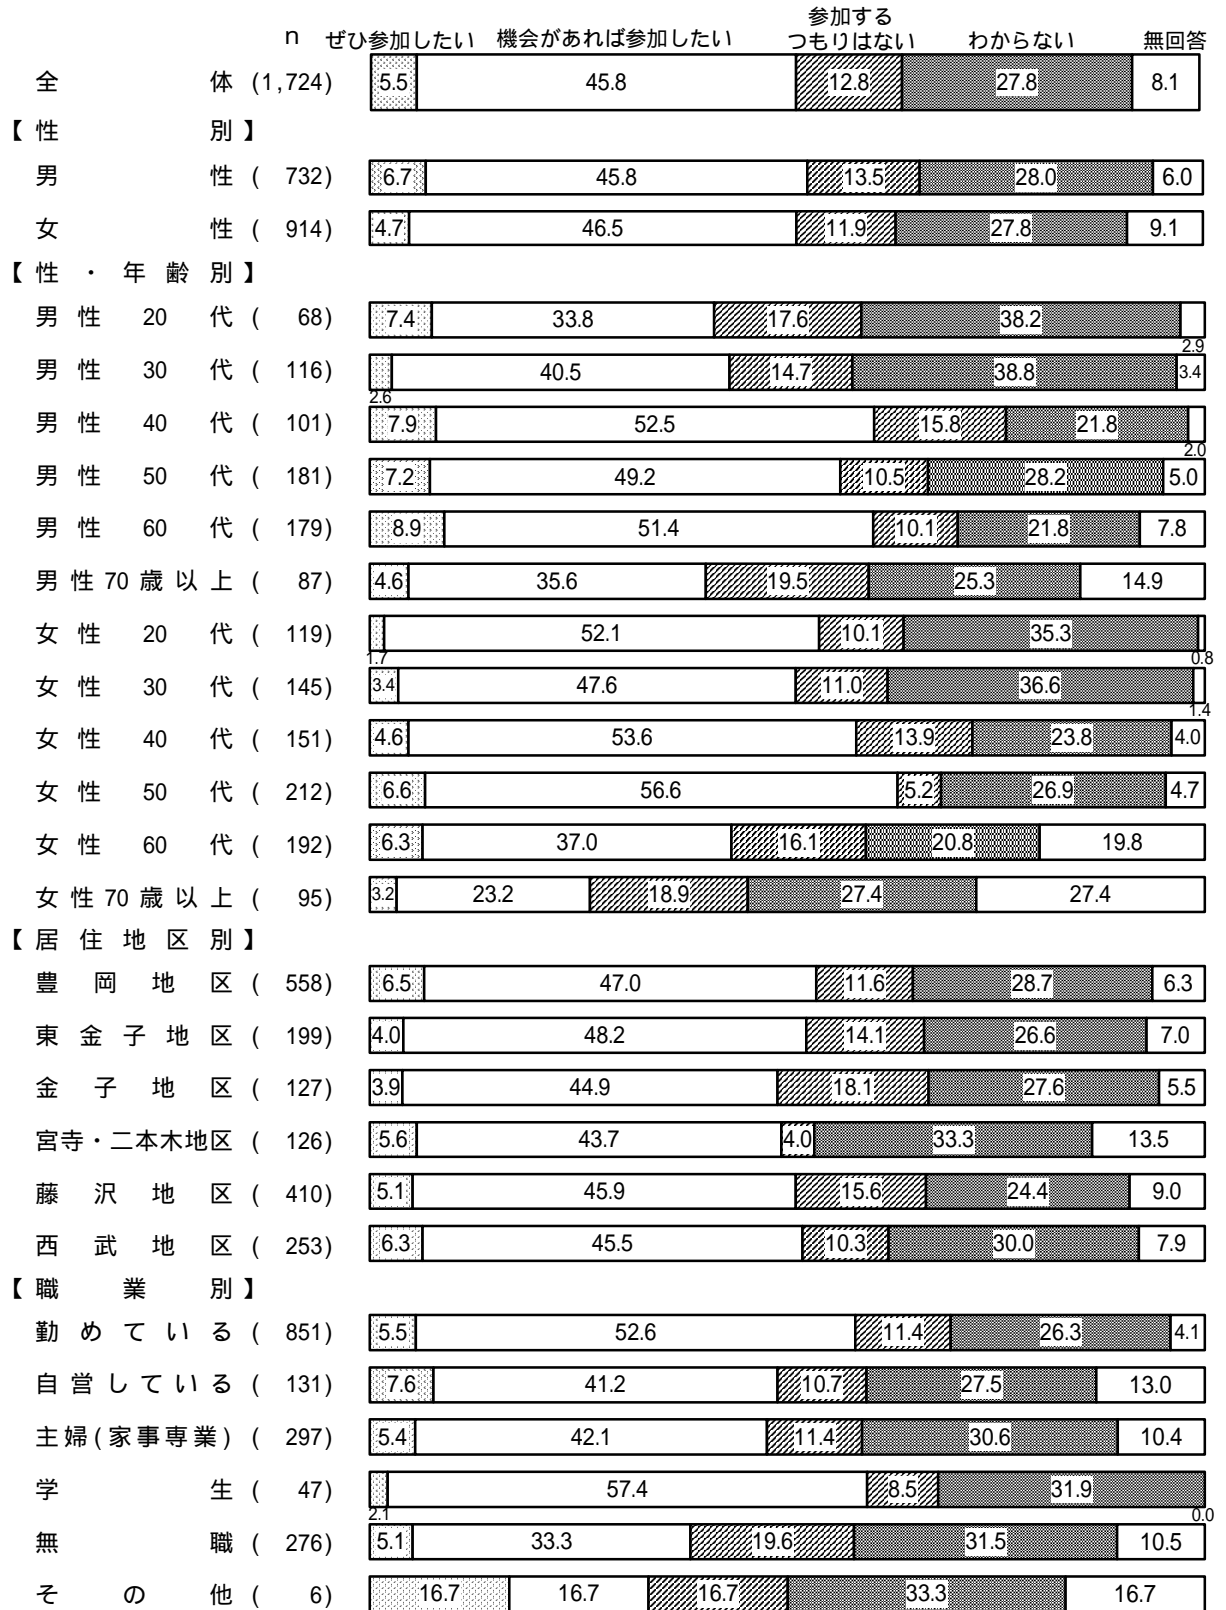 参加する
n ぜひ参加したい 機会があれば参加したい つもりはない わからない 無回答
全体 (1,724) 5.5 45.8 12.8 27.8 8.1
【性別】
男性 ( 732) 6.7 45.8 13.5 28.0 6.0
女性 ( 914) 4.7 46.5 11.9 27.8 9.1
【性・年齢別】
男性 20 代 ( 68) 7.4 33.8 17.6 38.2 2.9
男性 30 代 ( 116) 2.6 40.5 14.7 38.8 3.4
男性 40 代 ( 101) 7.9 52.5 15.8 21.8 2.0
男性 50 代 ( 181) 7.2 49.2 10.5 28.2 5.0
男性 60 代 ( 179) 8.9 51.4 10.1 21.8 7.8
男性70歳以上 ( 87) 4.6 35.6 19.5 25.3 14.9
女性 20 代 ( 119) 1.7 52.1 10.1 35.3 0.8
女性 30 代 ( 145) 3.4 47.6 11.0 36.6 1.4
女性 40 代 ( 151) 4.6 53.6 13.9 23.8 4.0
女性 50 代 ( 212) 6.6 56.6 5.2 26.9 4.7
女性 60 代 ( 192) 6.3 37.0 16.1 20.8 19.8
女性70歳以上 ( 95) 3.2 23.2 18.9 27.4 27.4
【居住地区別】
豊岡地区 ( 558) 6.5 47.0 11.6 28.7 6.3
東金子地区 ( 199) 4.0 48.2 14.1 26.6 7.0
金子地区 ( 127) 3.9 44.9 18.1 27.6 5.5
宮寺・二本木地区 ( 126) 5.6 43.7 4.0 33.3 13.5
藤沢地区 ( 410) 5.1 45.9 15.6 24.4 9.0
西武地区 ( 253) 6.3 45.5 10.3 30.0 7.9
【職業別】
勤めている ( 851) 5.5 52.6 11.4 26.3 4.1
自営している ( 131) 7.6 41.2 10.7 27.5 13.0
主婦(家事専業) ( 297) 5.4 42.1 11.4 30.6 10.4
学生 ( 47) 2.1 57.4 8.5 31.9 0.0
無職 ( 276) 5.1 33.3 19.6 31.5 10.5
その他 ( 6) 16.7 16.7 16.7 33.3 16.7